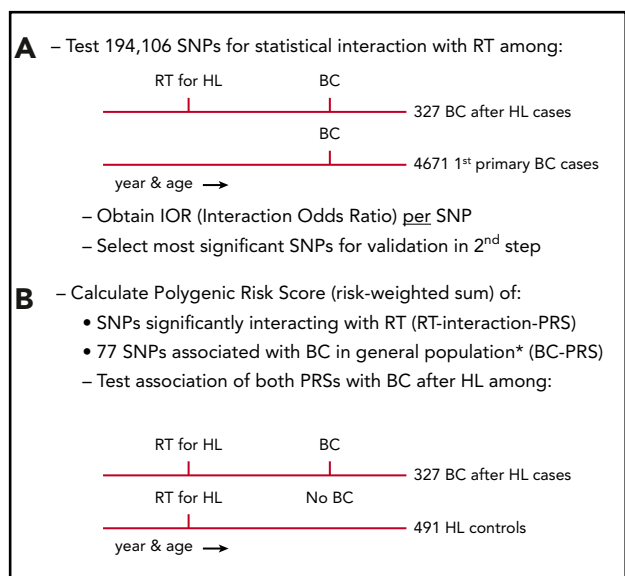 A – Test 194,106 SNPs for statistical interaction with RT among:
RT for HL BC
327 BC after HL cases
BC
4671 1st primary BC cases
year & age →
– Obtain IOR (Interaction Odds Ratio) per SNP
– Select most significant SNPs for validation in 2nd step
B – Calculate Polygenic Risk Score (risk-weighted sum) of:
• SNPs significantly interacting with RT (RT-interaction-PRS)
• 77 SNPs associated with BC in general population* (BC-PRS)
– Test association of both PRSs with BC after HL among:
RT for HL BC
327 BC after HL cases
RT for HL No BC
491 HL controls
year & age →